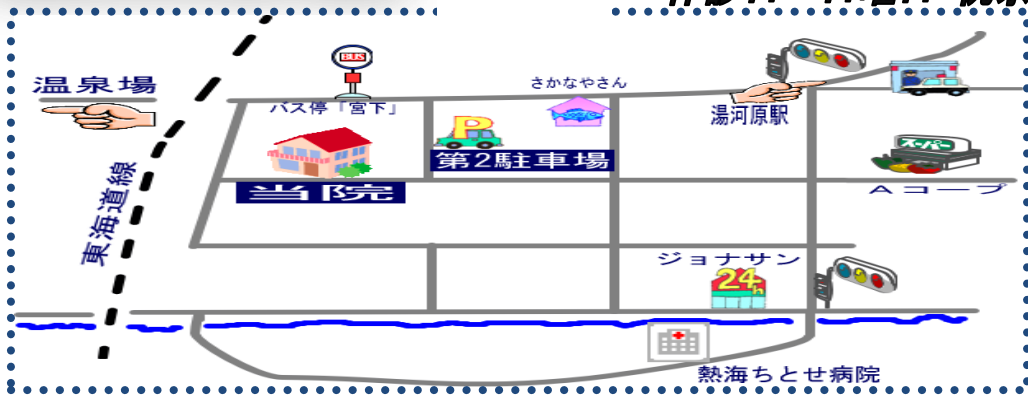 温泉場
BUS
バス停「宮下」
さかなやさん
湯河原駅
P
第2駐車場
スーパー
Aコープ
当院
東海道線
ジョナサン
24h
熱海ちとせ病院